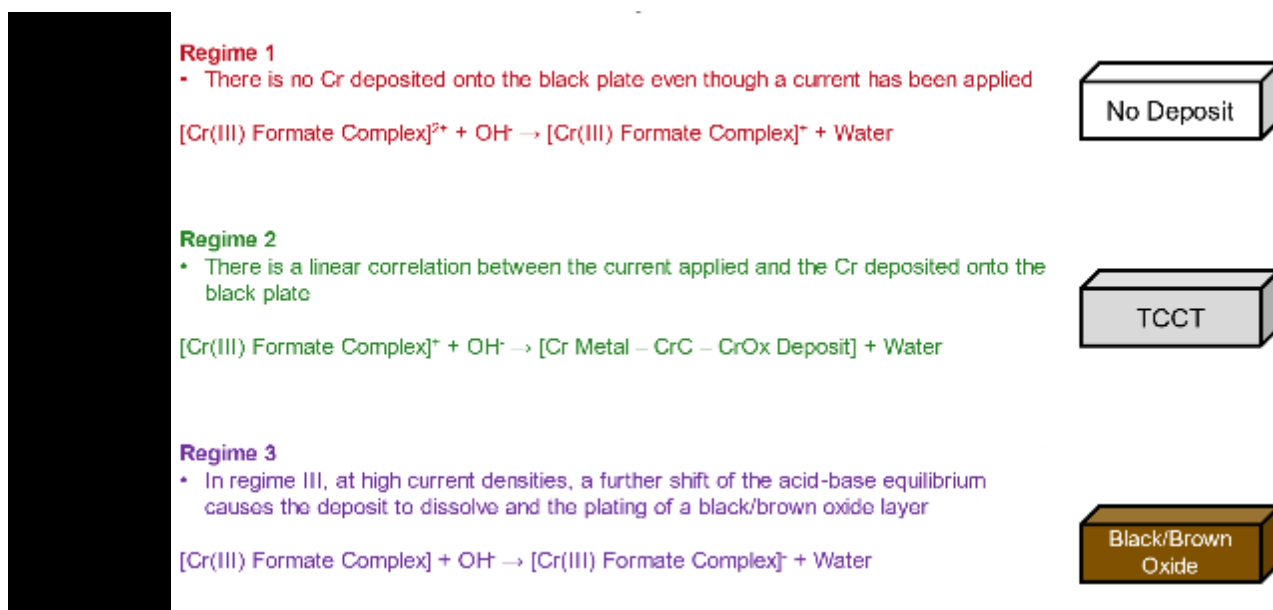 Regime 1
• There is no Cr deposited onto the black plate even though a current has been applied
[Cr(III) Formate Complex]²⁺ + OH⁻ → [Cr(III) Formate Complex]⁺ + Water
No Deposit
Regime 2
• There is a linear correlation between the current applied and the Cr deposited onto the
black plate
TCCT
[Cr(III) Formate Complex]⁺ + OH⁻ → [Cr Metal – CrC – CrOx Deposit] + Water
Regime 3
• In regime III, at high current densities, a further shift of the acid-base equilibrium
causes the deposit to dissolve and the plating of a black/brown oxide layer
Black/Brown
Oxide
[Cr(III) Formate Complex] + OH⁻ → [Cr(III) Formate Complex]⁻ + Water